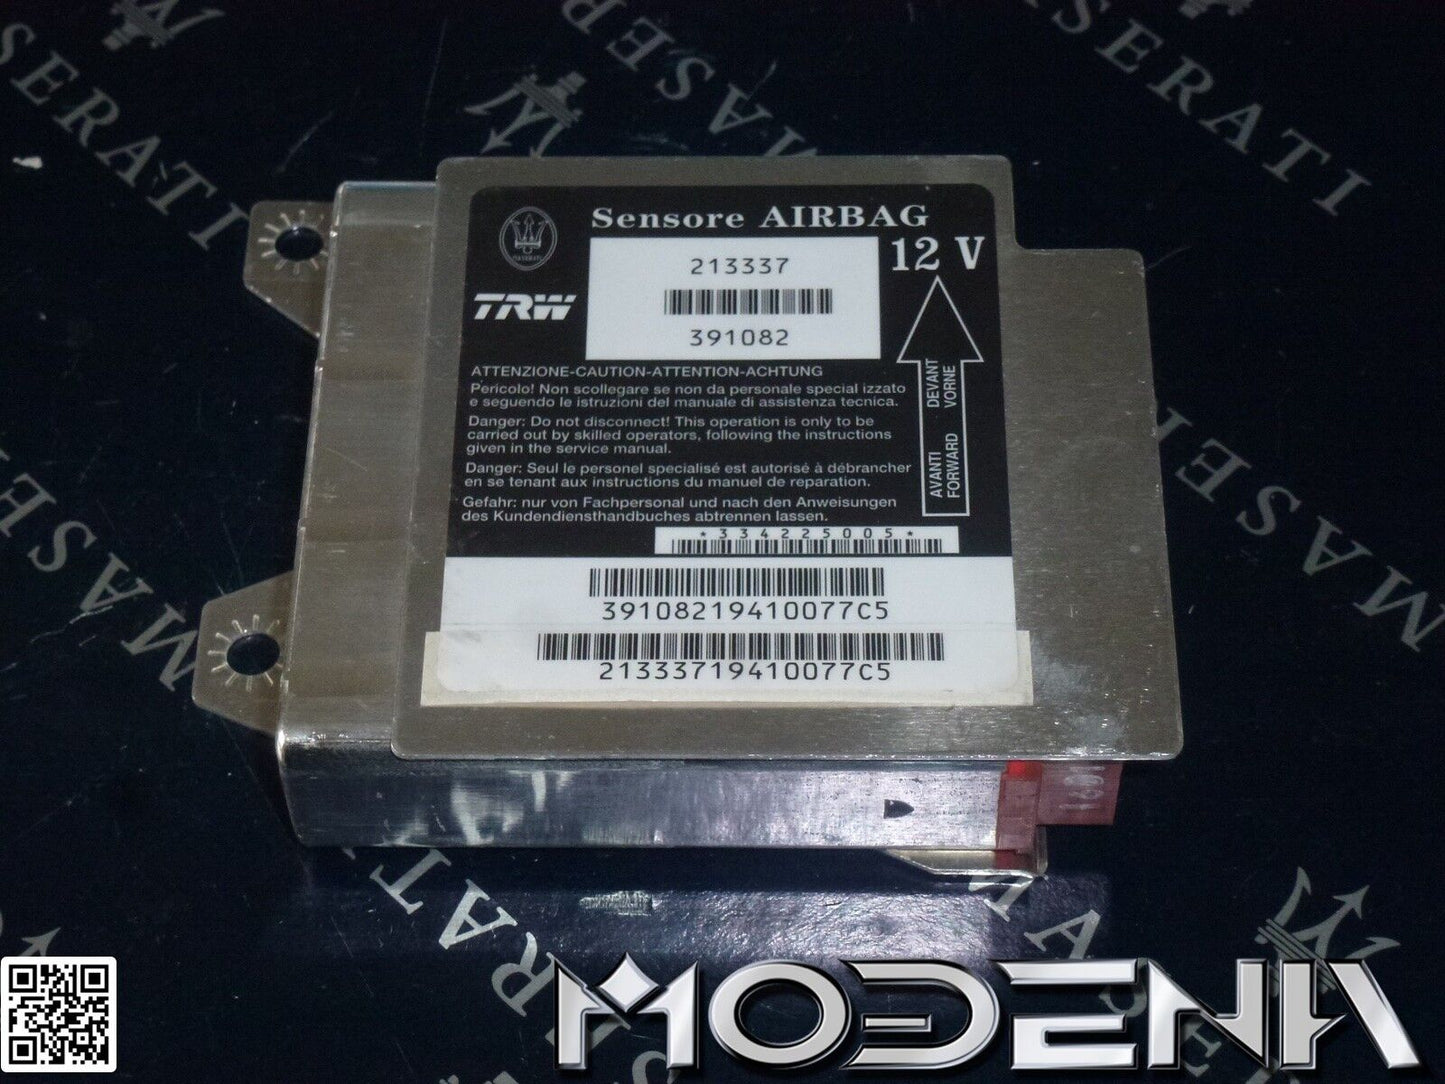 MASERATI
Sensore AIRBAG
12 V
213337
391082
TRW
ATTENZIONE-CAUTION-ATTENTION-ACHTUNG
Pericolo! Non scollegare se non da personale special izzato
e seguendo le istruzioni del manuale di assistenza tecnica.
Danger: Do not disconnect! This operation is only to be
carried out by skilled operators, following the instructions
given in the service manual.
Danger: Seul le personel specialisé est autorisé à débrancher
en se tenant aux instructions du manuel de reparation.
Gefahr: nur von Fachpersonal und nach den Anweisungen
des Kundendiensthandbuches abtrennen lassen.
AVANTI DEVANT
FORWARD VORNE
*334225005*
39108219410077C5
21333719410077C5
MODENA